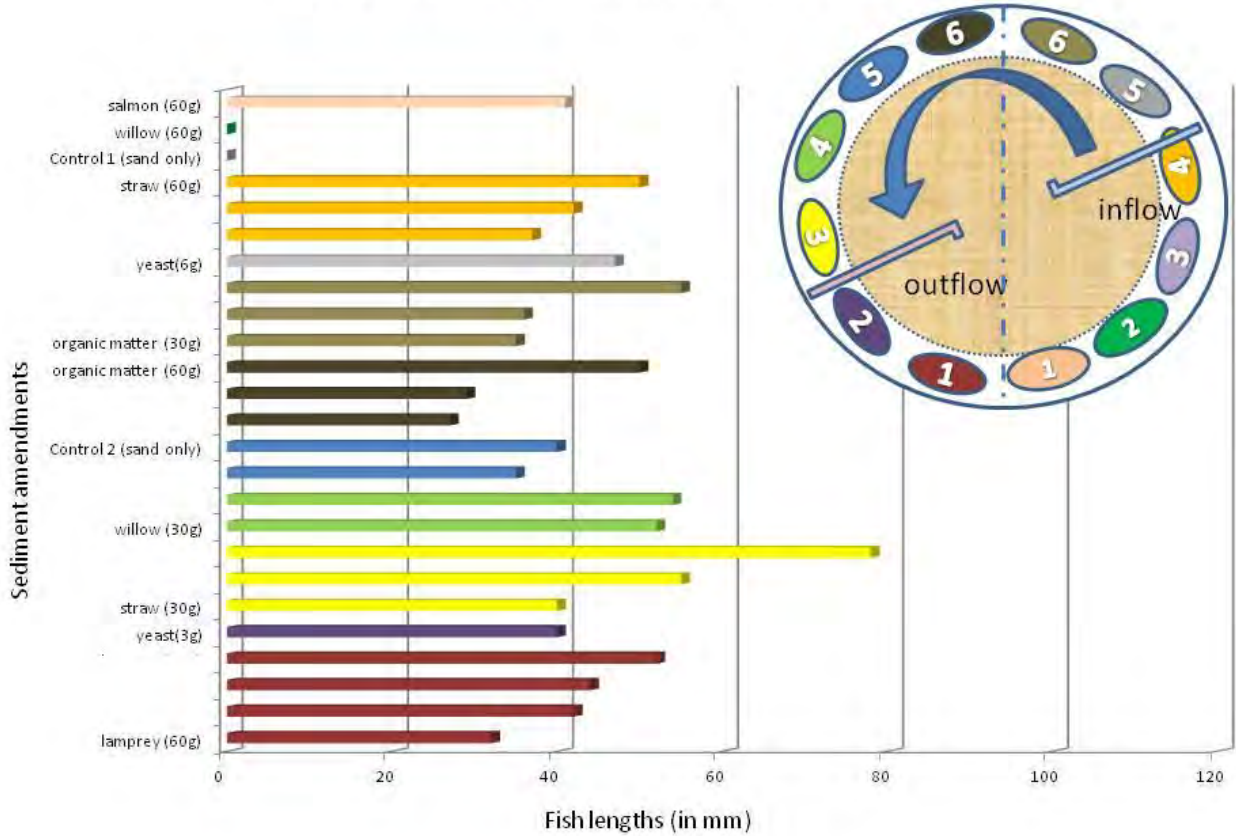 salmon (60g)
willow (60g)
Control 1 (sand only)
straw (60g)
yeast(6g)
organic matter (30g)
organic matter (60g)
Control 2 (sand only)
willow (30g)
straw (30g)
yeast(3g)
lamprey (60g)
Sediment amendments
0 20 40 60 80 100 120
Fish lengths (in mm)
6 6
5 5
4 4
inflow
3 3
outflow
2 2
1 1